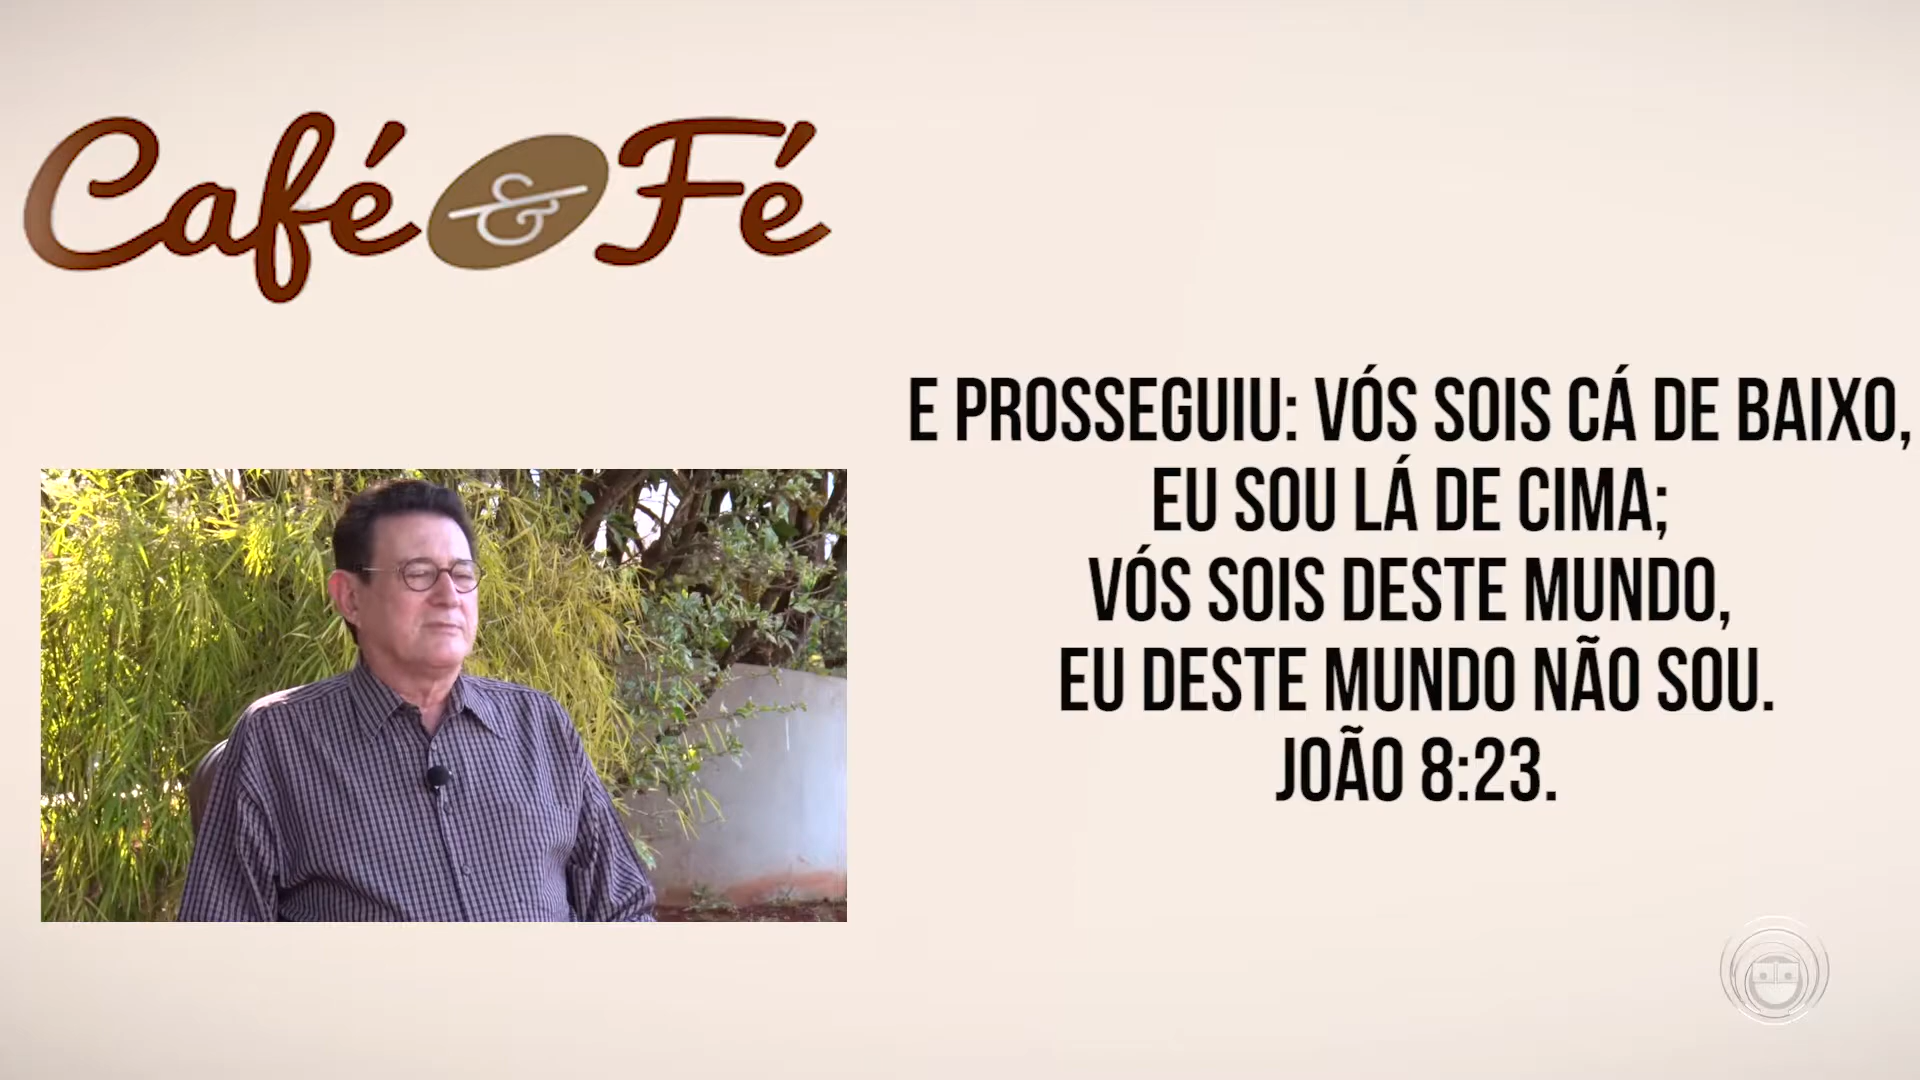 Café & Fé
E PROSSEGUIU: VÓS SOIS CÁ DE BAIXO,
EU SOU LÁ DE CIMA;
VÓS SOIS DESTE MUNDO,
EU DESTE MUNDO NÃO SOU.
JOÃO 8:23.